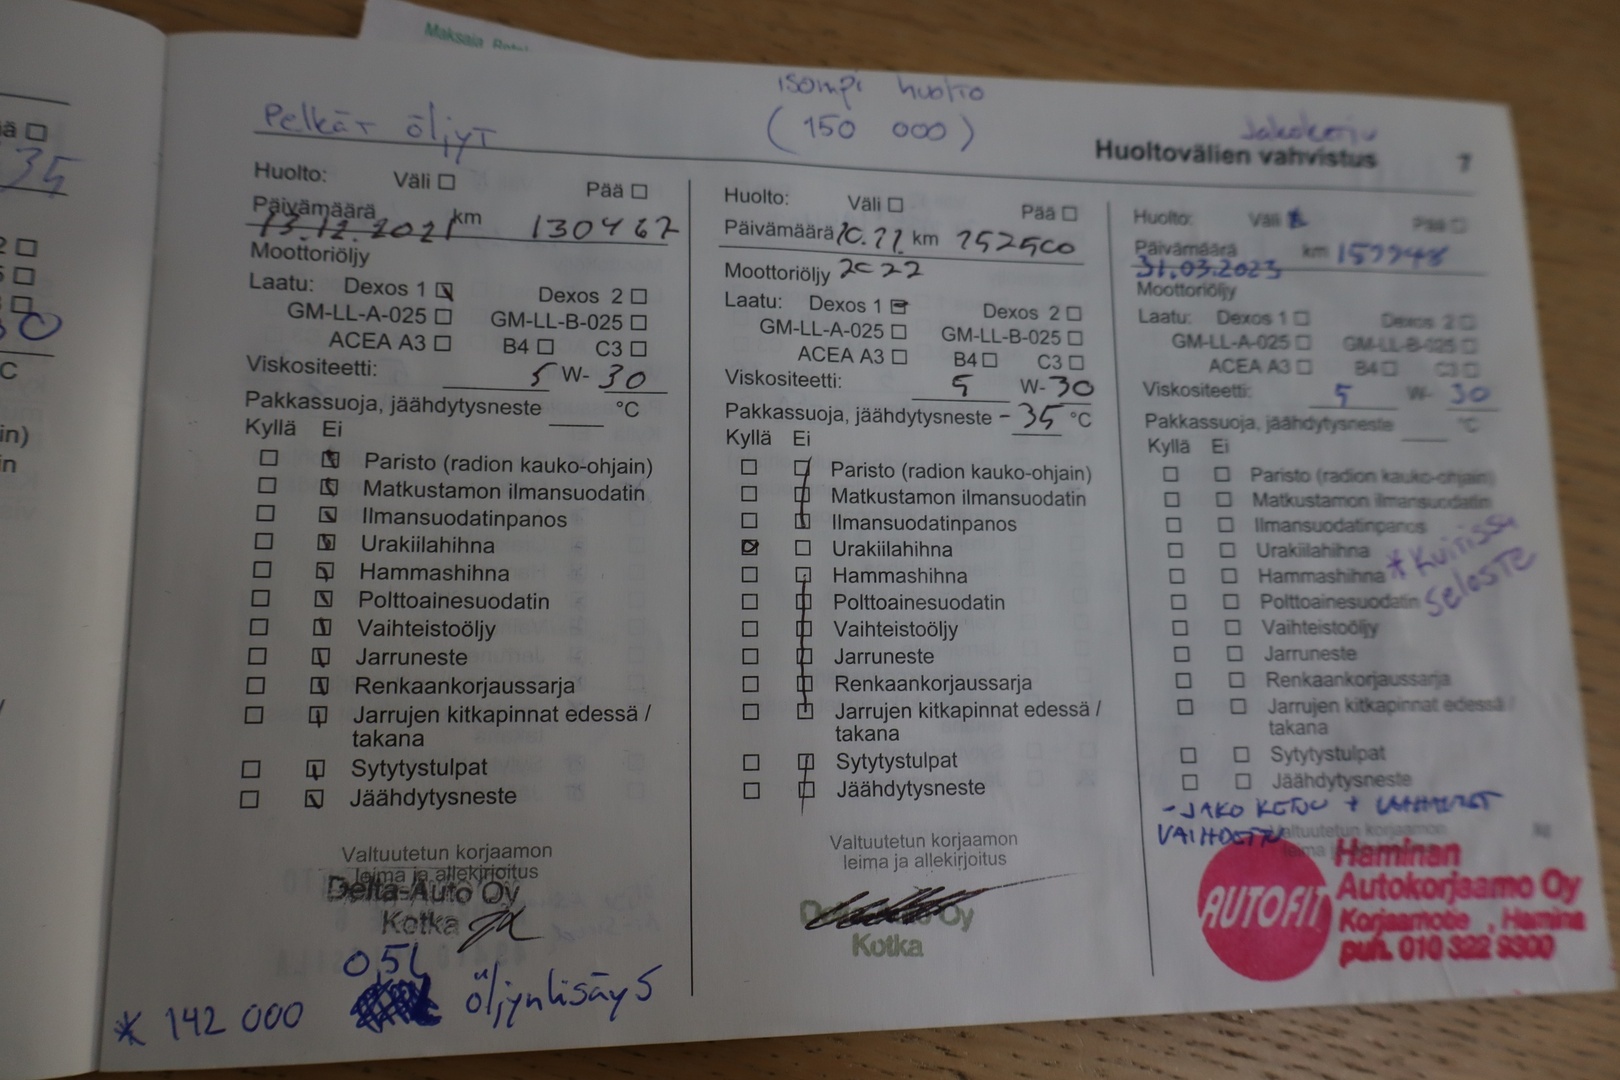 Maksaja
Pelkät öljyt
isompi huolto
(150 000)
Jakoketju
Huoltovälien vahvistus
35
Huolto: Väli Pää
Päivämäärä 13.12.2021 km 130467
Moottoriöljy
Laatu: Dexos 1 Dexos 2
GM-LL-A-025 GM-LL-B-025
ACEA A3 B4 C3
Viskositeetti: 5 W- 30
Pakkassuoja, jäähdytysneste °C
Kyllä Ei
Paristo (radion kauko-ohjain)
Matkustamon ilmansuodatin
Ilmansuodatinpanos
Urakiilahihna
Hammashihna
Polttoainesuodatin
Vaihteistoöljy
Jarruneste
Renkaankorjaussarja
Jarrujen kitkapinnat edessä /
takana
Sytytystulpat
Jäähdytysneste
Valtuutetun korjaamon
leima ja allekirjoitus
Delta-Auto Oy
Kotka
0,5L
* 142 000 öljynlisäys
Huolto: Väli Pää
Päivämäärä 10.11. km 152500
Moottoriöljy 2022
Laatu: Dexos 1 Dexos 2
GM-LL-A-025 GM-LL-B-025
ACEA A3 B4 C3
Viskositeetti: 5 W- 30
Pakkassuoja, jäähdytysneste -35 °C
Kyllä Ei
Paristo (radion kauko-ohjain)
Matkustamon ilmansuodatin
Ilmansuodatinpanos
Urakiilahihna
Hammashihna
Polttoainesuodatin
Vaihteistoöljy
Jarruneste
Renkaankorjaussarja
Jarrujen kitkapinnat edessä /
takana
Sytytystulpat
Jäähdytysneste
Valtuutetun korjaamon
leima ja allekirjoitus
Oy
Kotka
Huolto: Väli Pää
Päivämäärä km
31.03.2023
Moottoriöljy
Laatu: Dexos 1 Dexos 2
GM-LL-A-025 GM-LL-B-025
ACEA A3 B4 C3
Viskositeetti: 5 W- 30
Pakkassuoja, jäähdytysneste °C
Kyllä Ei
Paristo (radion kauko-ohjain)
Matkustamon ilmansuodatin
Ilmansuodatinpanos
Urakiilahihna
Hammashihna * Kuitissa
Polttoainesuodatin seloste
Vaihteistoöljy
Jarruneste
Renkaankorjaussarja
Jarrujen kitkapinnat edessä /
takana
Sytytystulpat
Jäähdytysneste
- JAKO KETJU +
VAIHDETTU
Valtuutetun korjaamon
AUTOFIT
Haminan
Autokorjaamo Oy
Korjaamotie , Hamina
puh. 010 322 9300